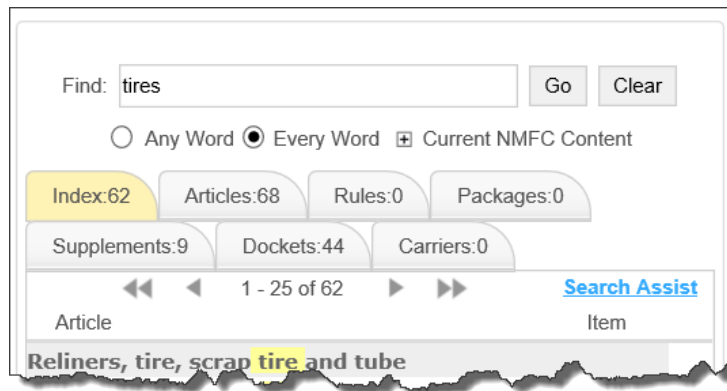 Find: tires Go Clear
Any Word Every Word Current NMFC Content
Index:62 Articles:68 Rules:0 Packages:0
Supplements:9 Dockets:44 Carriers:0
1 - 25 of 62 Search Assist
Article Item
Reliners, tire, scrap tire and tube